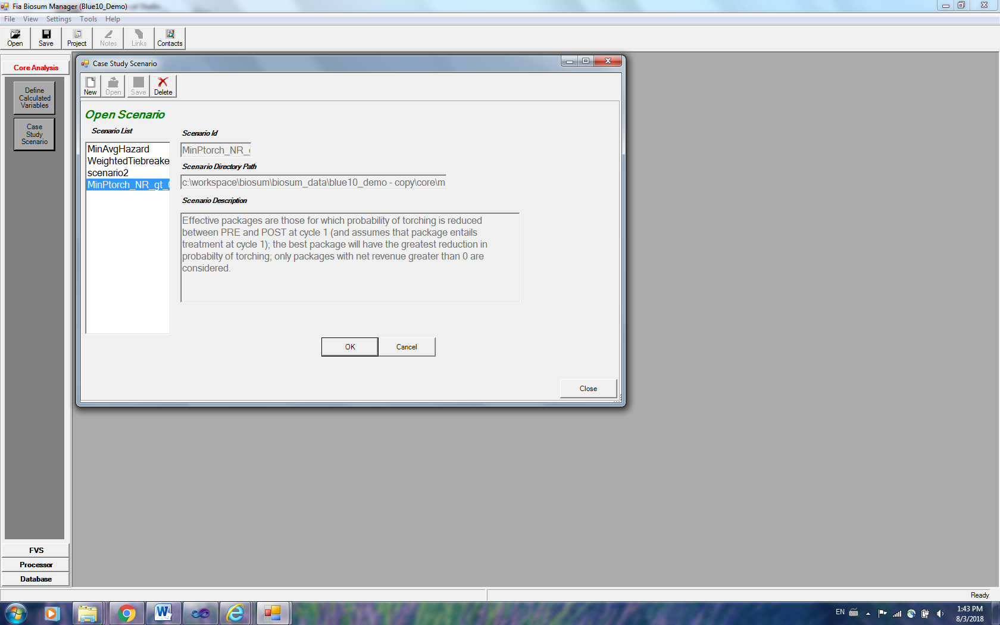 Fia Biosum Manager (Blue10_Demo)
File View Settings Tools Help
Open Save Project Notes Links Contacts
Core Analysis
Define
Calculated
Variables
Case
Study
Scenario
Case Study Scenario
New Open Save Delete
Open Scenario
Scenario List
MinAvgHazard
WeightedTiebreake
scenario2
MinPtorch_NR_gt_
Scenario Id
MinPtorch_NR_
Scenario Directory Path
c:\workspace\biosum\biosum_data\blue10_demo - copy\core\m
Scenario Description
Effective packages are those for which probability of torching is reduced
between PRE and POST at cycle 1 (and assumes that package entails
treatment at cycle 1); the best package will have the greatest reduction in
probabilty of torching; only packages with net revenue greater than 0 are
considered.
OK Cancel
Close
FVS
Processor
Database
Ready
EN
1:43 PM
8/3/2018